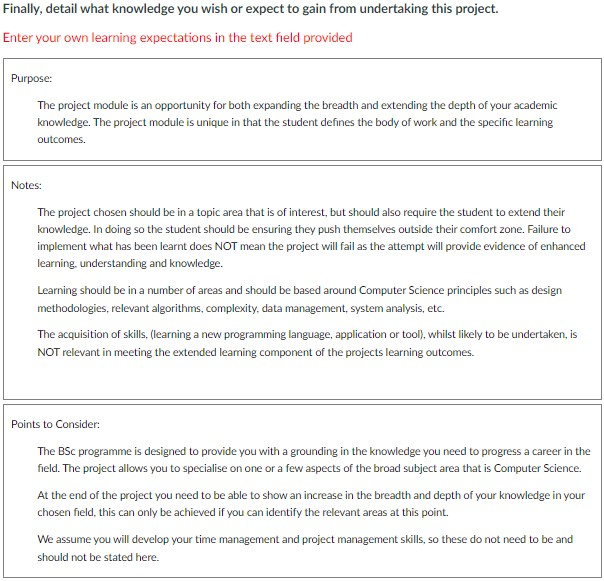 Finally, detail what knowledge you wish or expect to gain from undertaking this project.
Enter your own learning expectations in the text field provided
Purpose:
The project module is an opportunity for both expanding the breadth and extending the depth of your academic
knowledge. The project module is unique in that the student defines the body of work and the specific learning
outcomes.
Notes:
The project chosen should be in a topic area that is of interest, but should also require the student to extend their
knowledge. In doing so the student should be ensuring they push themselves outside their comfort zone. Failure to
implement what has been learnt does NOT mean the project will fail as the attempt will provide evidence of enhanced
learning, understanding and knowledge.
Learning should be in a number of areas and should be based around Computer Science principles such as design
methodologies, relevant algorithms, complexity, data management, system analysis, etc.
The acquisition of skills, (learning a new programming language, application or tool), whilst likely to be undertaken, is
NOT relevant in meeting the extended learning component of the projects learning outcomes.
Points to Consider:
The BSc programme is designed to provide you with a grounding in the knowledge you need to progress a career in the
field. The project allows you to specialise on one or a few aspects of the broad subject area that is Computer Science.
At the end of the project you need to be able to show an increase in the breadth and depth of your knowledge in your
chosen field, this can only be achieved if you can identify the relevant areas at this point.
We assume you will develop your time management and project management skills, so these do not need to be and
should not be stated here.